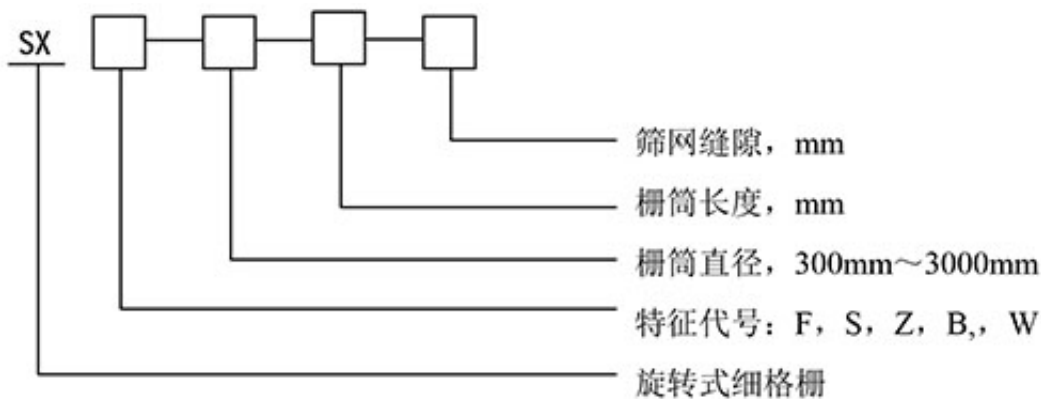 SX
筛网缝隙，mm
栅筒长度，mm
栅筒直径，300mm～3000mm
特征代号：F，S，Z，B,，W
旋转式细格栅